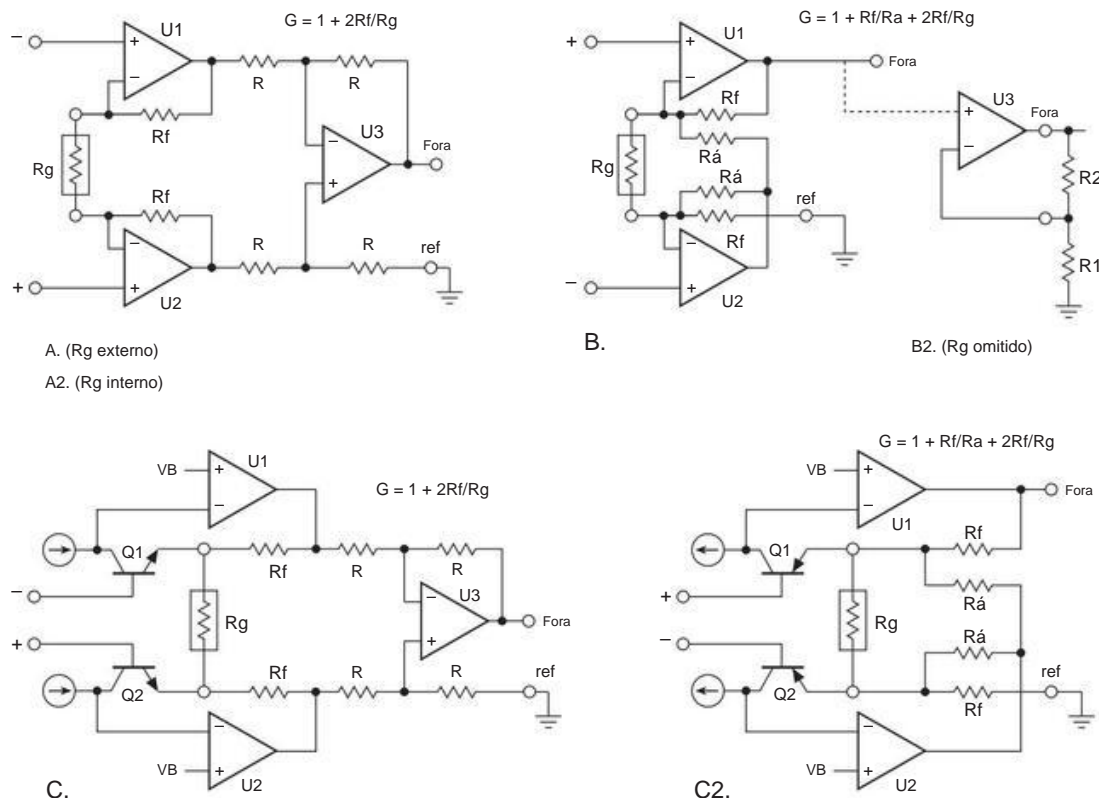 G = 1 + 2Rf/Rg
–
+
–
U1
R
R
Rf
Rg
–
+
U3
Fora
Rf
–
+
U2
+
R
R
ref
A. (Rg externo)
A2. (Rg interno)
G = 1 + Rf/Ra + 2Rf/Rg
+
+
–
U1
Fora
Rf
Rá
Rg
Rá
Rf
ref
–
+
U2
–
B.
+
–
U3
Fora
R2
R1
B2. (Rg omitido)
G = 1 + 2Rf/Rg
VB
+
–
U1
Q1
–
Rf
R
R
Rg
–
+
U3
Fora
+
Q2
Rf
R
R
ref
–
+
VB
U2
C.
G = 1 + Rf/Ra + 2Rf/Rg
VB
+
–
U1
Fora
Q1
+
Rf
Rá
Rg
–
Rá
Q2
Rf
ref
–
+
VB
U2
C2.